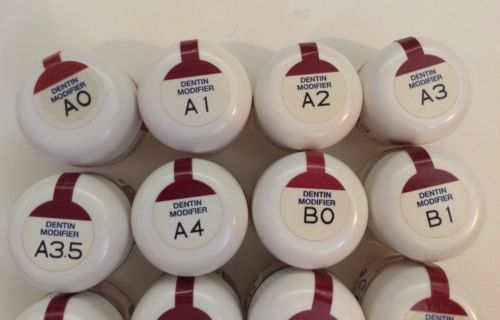 DENTIN
MODIFIER
A0
DENTIN
MODIFIER
A1
DENTIN
MODIFIER
A2
DENTIN
MODIFIER
A3
DENTIN
MODIFIER
A3.5
DENTIN
MODIFIER
A4
DENTIN
MODIFIER
B0
DENTIN
MODIFIER
B1